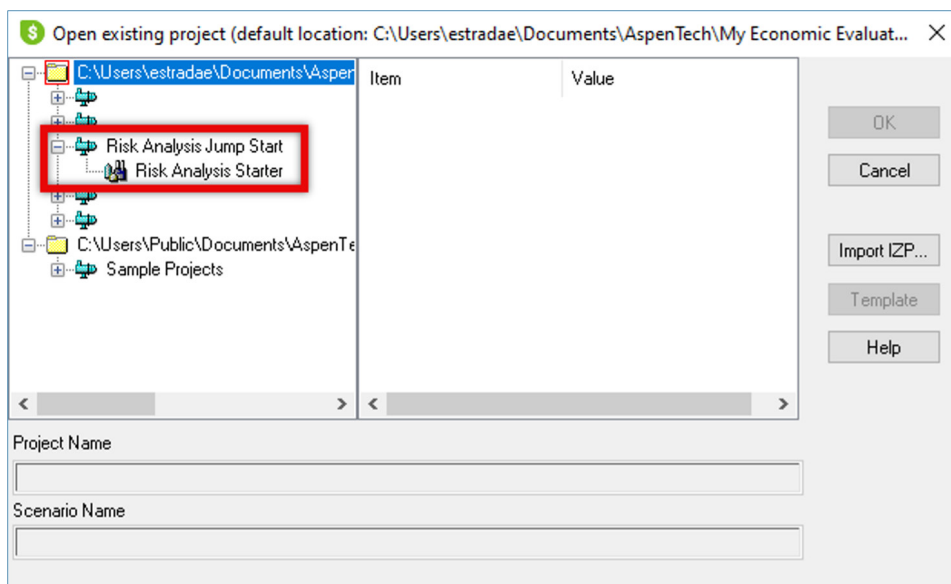 Open existing project (default location: C:\Users\estradae\Documents\AspenTech\My Economic Evaluat...
C:\Users\estradae\Documents\Asper
Item Value
Risk Analysis Jump Start
Risk Analysis Starter
C:\Users\Public\Documents\AspenTe
Sample Projects
OK
Cancel
Import IZP...
Template
Help
Project Name
Scenario Name